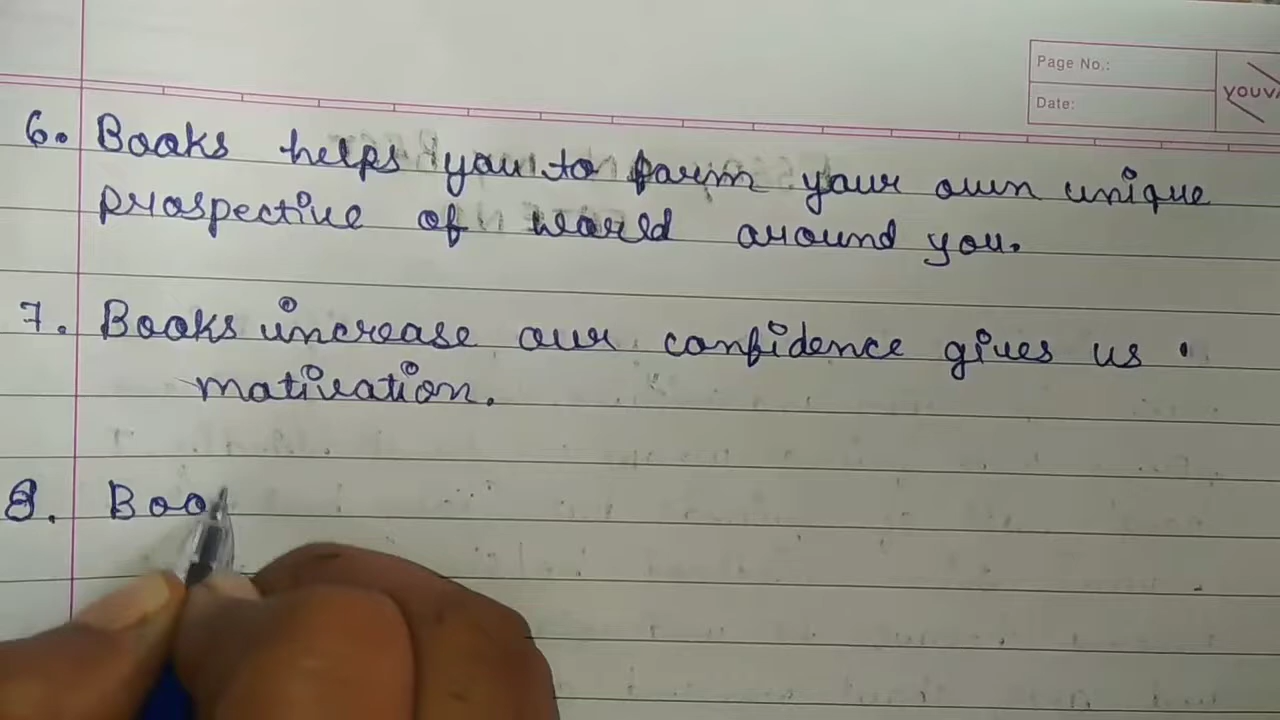 Page No.:
Date:
YOUVA
6. Books helps you to form your own unique
prospective of world around you.
7. Books increase our confidence gives us
motivation.
8. Boo